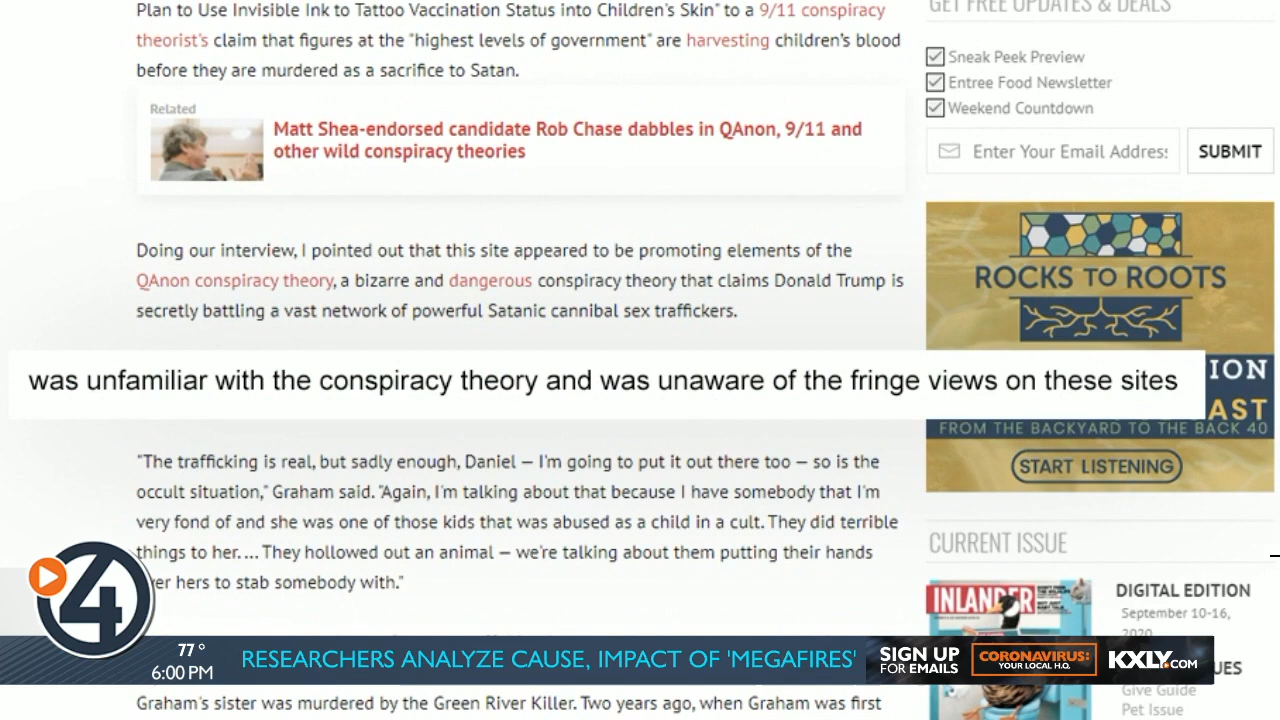 Plan to Use Invisible Ink to Tattoo Vaccination Status into Children's Skin" to a 9/11 conspiracy
theorist's claim that figures at the "highest levels of government" are harvesting children's blood
before they are murdered as a sacrifice to Satan.
Related
Matt Shea-endorsed candidate Rob Chase dabbles in QAnon, 9/11 and
other wild conspiracy theories
Doing our interview, I pointed out that this site appeared to be promoting elements of the
QAnon conspiracy theory, a bizarre and dangerous conspiracy theory that claims Donald Trump is
secretly battling a vast network of powerful Satanic cannibal sex traffickers.
was unfamiliar with the conspiracy theory and was unaware of the fringe views on these sites
"The trafficking is real, but sadly enough, Daniel — I'm going to put it out there too — so is the
occult situation," Graham said. "Again, I'm talking about that because I have somebody that I'm
very fond of and she was one of those kids that was abused as a child in a cult. They did terrible
things to her. ... They hollowed out an animal — we're talking about them putting their hands
er hers to stab somebody with."
Graham's sister was murdered by the Green River Killer. Two years ago, when Graham was first
GET FREE UPDATES & DEALS
Sneak Peek Preview
Entree Food Newsletter
Weekend Countdown
Enter Your Email Address
SUBMIT
ROCKS TO ROOTS
ION
AST
FROM THE BACKYARD TO THE BACK 40
START LISTENING
CURRENT ISSUE
INLANDER
DIGITAL EDITION
September 10-16,
2020
UES
Give Guide
Pet Issue
4
77°
6:00 PM
RESEARCHERS ANALYZE CAUSE, IMPACT OF 'MEGAFIRES'
SIGN UP
FOR EMAILS
CORONAVIRUS:
YOUR LOCAL H.Q.
KXLY.COM